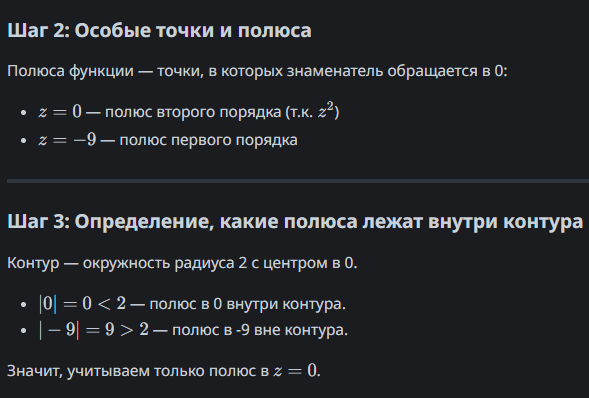 Шаг 2: Особые точки и полюса
Полюса функции — точки, в которых знаменатель обращается в 0:
• z = 0 — полюс второго порядка (т.к. z²)
• z = −9 — полюс первого порядка
Шаг 3: Определение, какие полюса лежат внутри контура
Контур — окружность радиуса 2 с центром в 0.
• |0| = 0 < 2 — полюс в 0 внутри контура.
• | − 9| = 9 > 2 — полюс в -9 вне контура.
Значит, учитываем только полюс в z = 0.